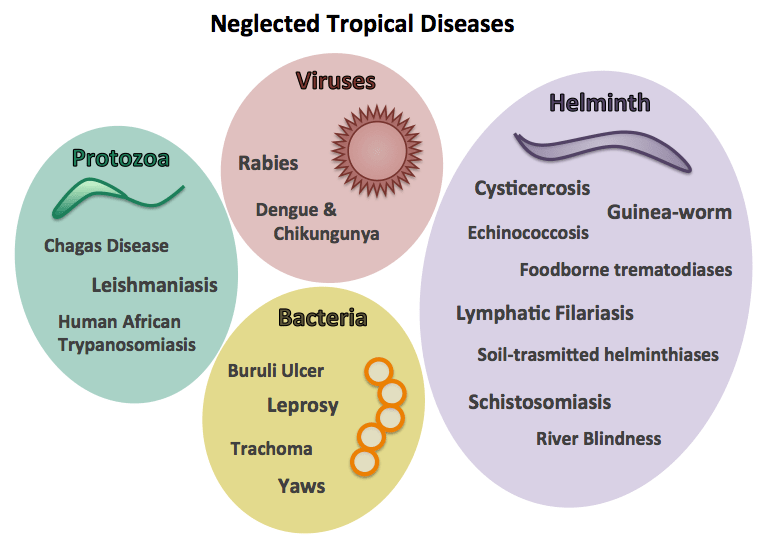 Neglected Tropical Diseases
Viruses
Rabies
Dengue &
Chikungunya
Protozoa
Chagas Disease
Leishmaniasis
Human African
Trypanosomiasis
Bacteria
Buruli Ulcer
Leprosy
Trachoma
Yaws
Helminth
Cysticercosis
Guinea-worm
Echinococcosis
Foodborne trematodiases
Lymphatic Filariasis
Soil-trasmitted helminthiases
Schistosomiasis
River Blindness